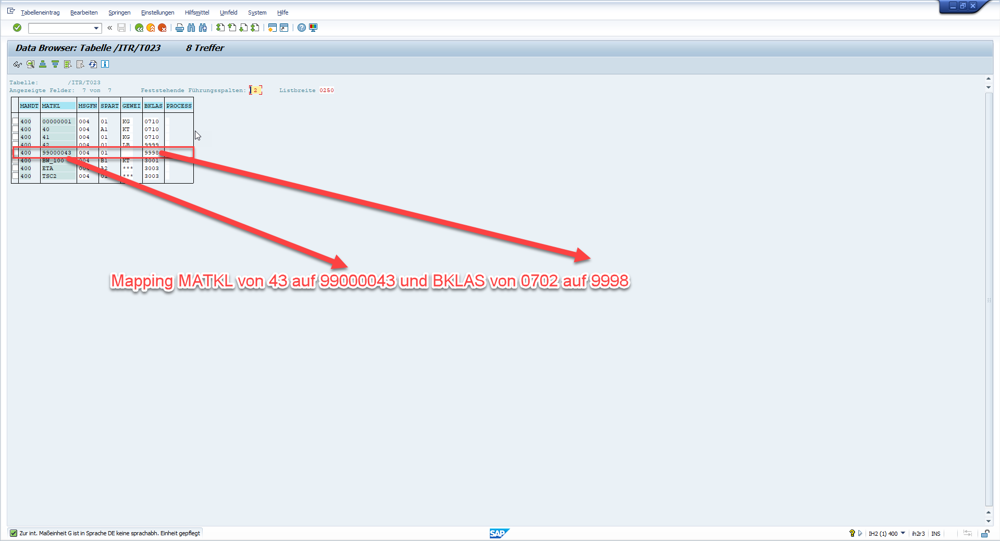 Tabelleneintrag Bearbeiten Springen Einstellungen Hilfsmittel Umfeld System Hilfe
Data Browser: Tabelle /ITR/T023 8 Treffer
Tabelle: /ITR/T023
Angezeigte Felder: 7 von 7 Feststehende Führungsspalten: 2 Listbreite 0250
MANDT MATKL MSGFN SPART GEWEI BKLAS PROCESS
400 00000001 004 01 KG 0710
400 40 004 A1 KT 0710
400 41 004 01 KG 0710
400 42 004 01 LB 9999
400 99000043 004 01 9998
400 BW_100 004 B1 KT 3001
400 ETA 004 A2 *** 3003
400 TSC2 004 01 *** 3003
Mapping MATKL von 43 auf 99000043 und BKLAS von 0702 auf 9998
Zur int. Maßeinheit G ist in Sprache DE keine sprachabh. Einheit gepflegt
SAP
IH2 (1) 400 ih2r3 INS